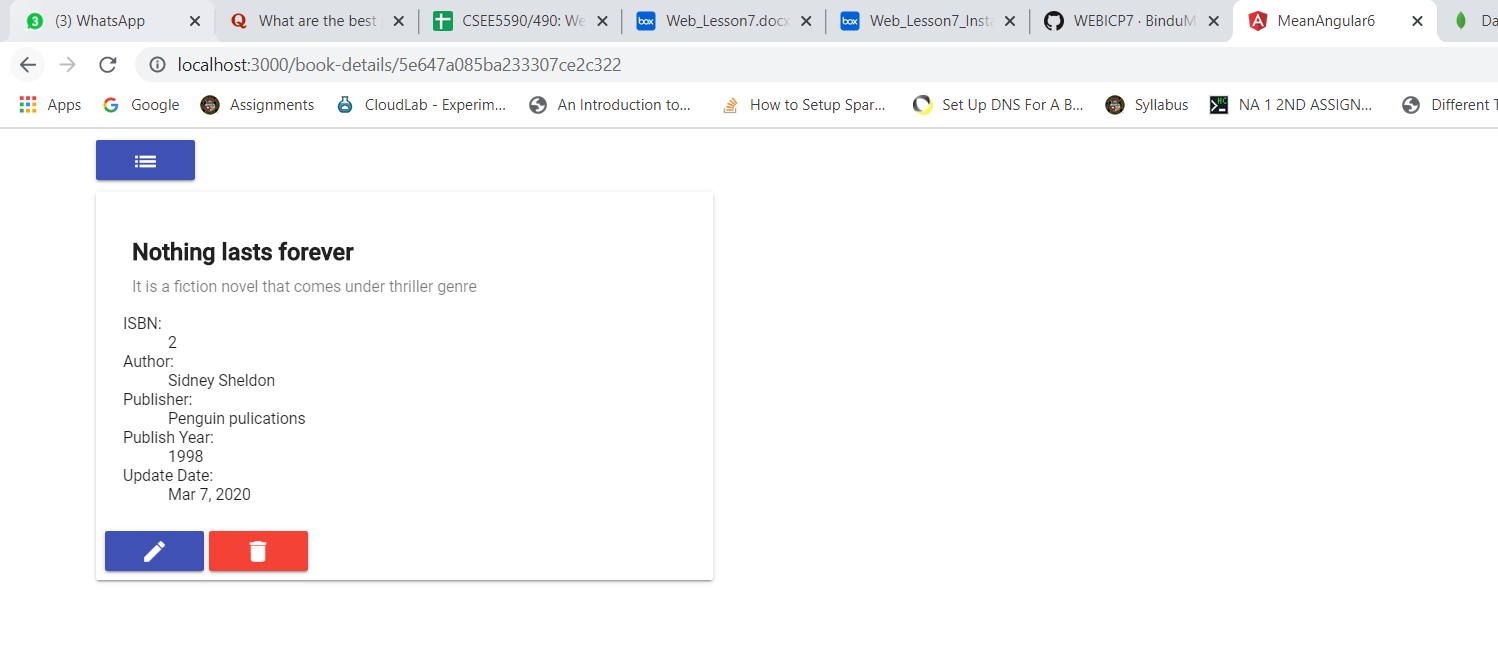 3 (3) WhatsApp What are the best CSEE5590/490: We Web_Lesson7.docx Web_Lesson7_Insta WEBICP7 · BinduM MeanAngular6 Da
localhost:3000/book-details/5e647a085ba233307ce2c322
Apps Google Assignments CloudLab - Experim... An Introduction to... How to Setup Spar... Set Up DNS For A B... Syllabus NA 1 2ND ASSIGN... Different T
Nothing lasts forever
It is a fiction novel that comes under thriller genre
ISBN:
2
Author:
Sidney Sheldon
Publisher:
Penguin pulications
Publish Year:
1998
Update Date:
Mar 7, 2020